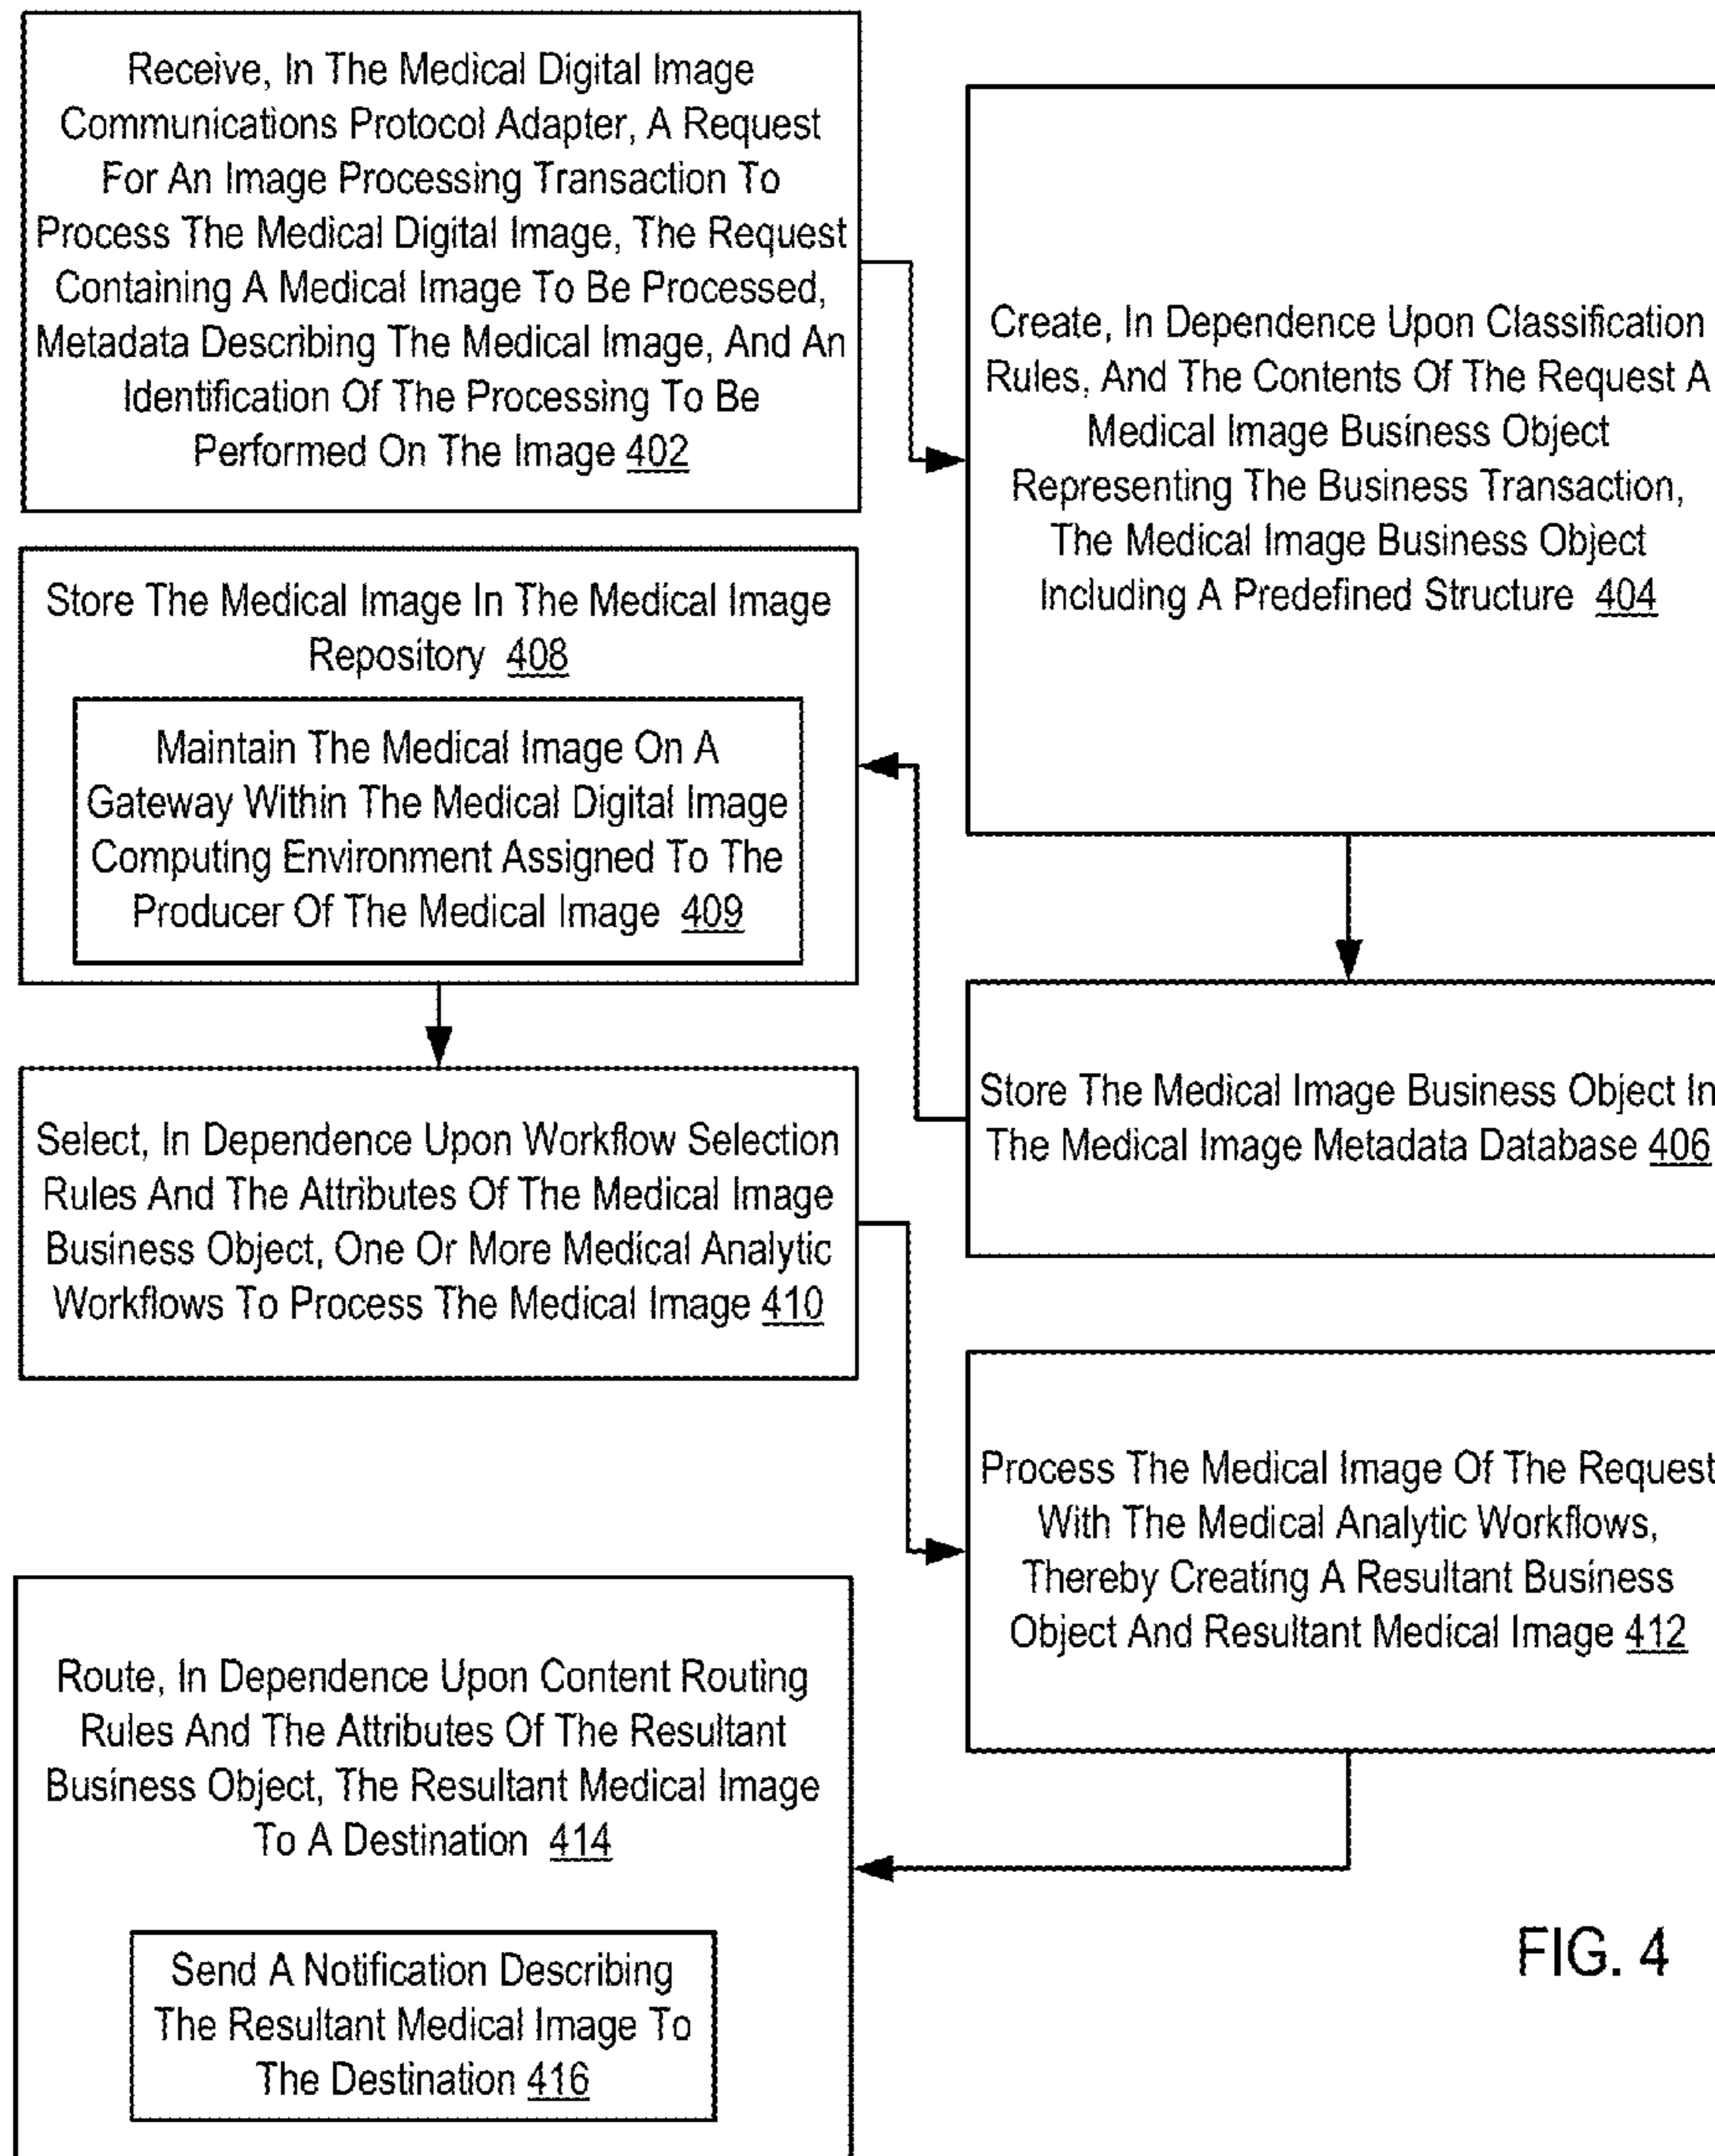 Receive, In The Medical Digital Image
Communications Protocol Adapter, A Request
For An Image Processing Transaction To
Process The Medical Digital Image, The Request
Containing A Medical Image To Be Processed,
Metadata Describing The Medical Image, And An
Identification Of The Processing To Be
Performed On The Image 402
Create, In Dependence Upon Classification
Rules, And The Contents Of The Request A
Medical Image Business Object
Representing The Business Transaction,
The Medical Image Business Object
Including A Predefined Structure 404
Store The Medical Image Business Object In
The Medical Image Metadata Database 406
Store The Medical Image In The Medical Image
Repository 408
Maintain The Medical Image On A
Gateway Within The Medical Digital Image
Computing Environment Assigned To The
Producer Of The Medical Image 409
Select, In Dependence Upon Workflow Selection
Rules And The Attributes Of The Medical Image
Business Object, One Or More Medical Analytic
Workflows To Process The Medical Image 410
Process The Medical Image Of The Request
With The Medical Analytic Workflows,
Thereby Creating A Resultant Business
Object And Resultant Medical Image 412
Route, In Dependence Upon Content Routing
Rules And The Attributes Of The Resultant
Business Object, The Resultant Medical Image
To A Destination 414
Send A Notification Describing
The Resultant Medical Image To
The Destination 416
FIG. 4